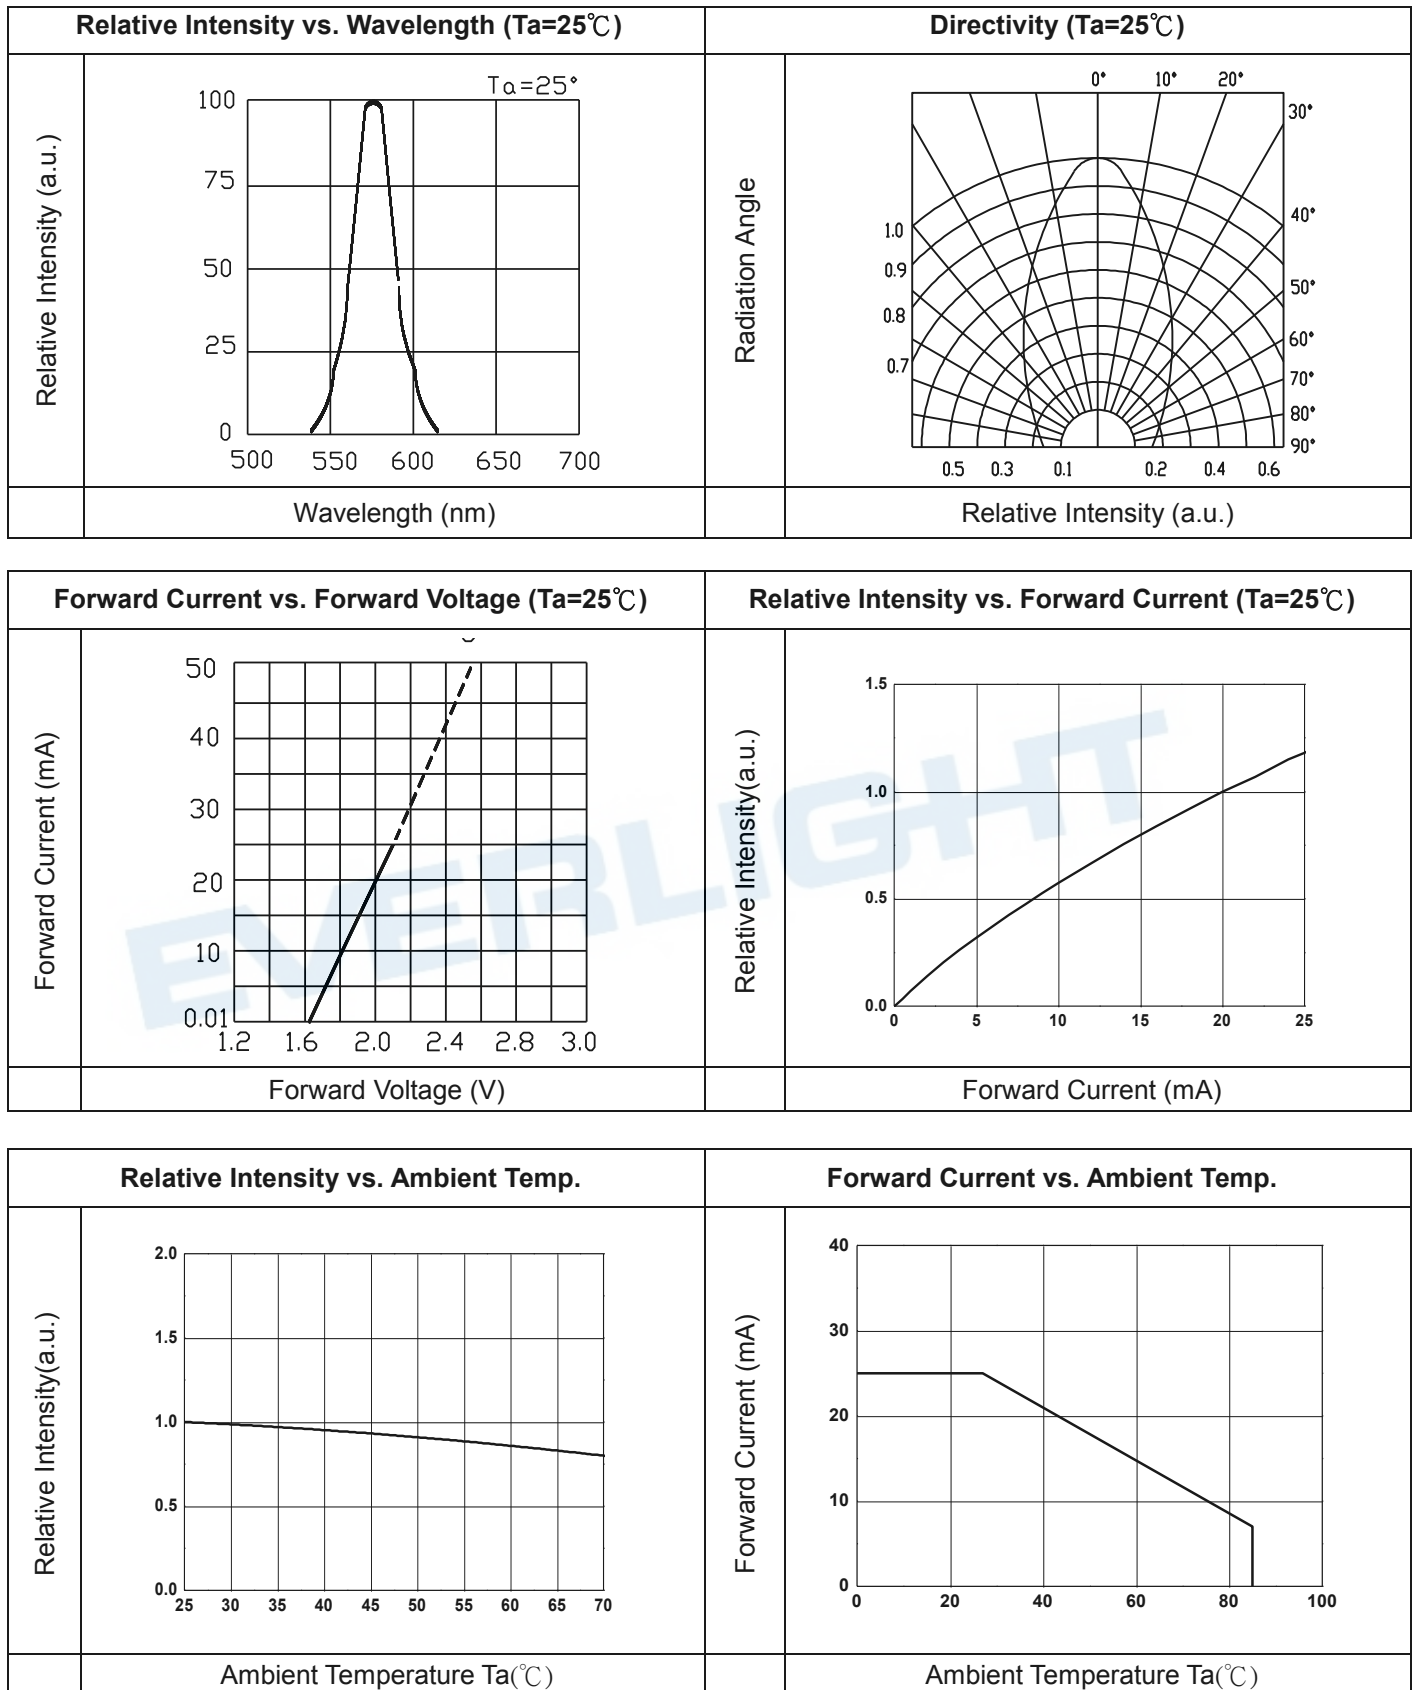 Relative Intensity vs. Wavelength (Ta=25℃)
Directivity (Ta=25℃)
Relative Intensity (a.u.)
Ta=25°
100
75
50
25
0
500 550 600 650 700
Wavelength (nm)
Radiation Angle
0° 10° 20°
30°
40°
50°
60°
70°
80°
90°
1.0
0.9
0.8
0.7
0.5 0.3 0.1 0.2 0.4 0.6
Relative Intensity (a.u.)
Forward Current vs. Forward Voltage (Ta=25℃)
Relative Intensity vs. Forward Current (Ta=25℃)
Forward Current (mA)
50
40
30
20
10
0.01
1.2 1.6 2.0 2.4 2.8 3.0
Forward Voltage (V)
Relative Intensity(a.u.)
1.5
1.0
0.5
0.0
0 5 10 15 20 25
Forward Current (mA)
EVERLIGHT
Relative Intensity vs. Ambient Temp.
Forward Current vs. Ambient Temp.
Relative Intensity(a.u.)
2.0
1.5
1.0
0.5
0.0
25 30 35 40 45 50 55 60 65 70
Ambient Temperature Ta(℃)
Forward Current (mA)
40
30
20
10
0
0 20 40 60 80 100
Ambient Temperature Ta(℃)